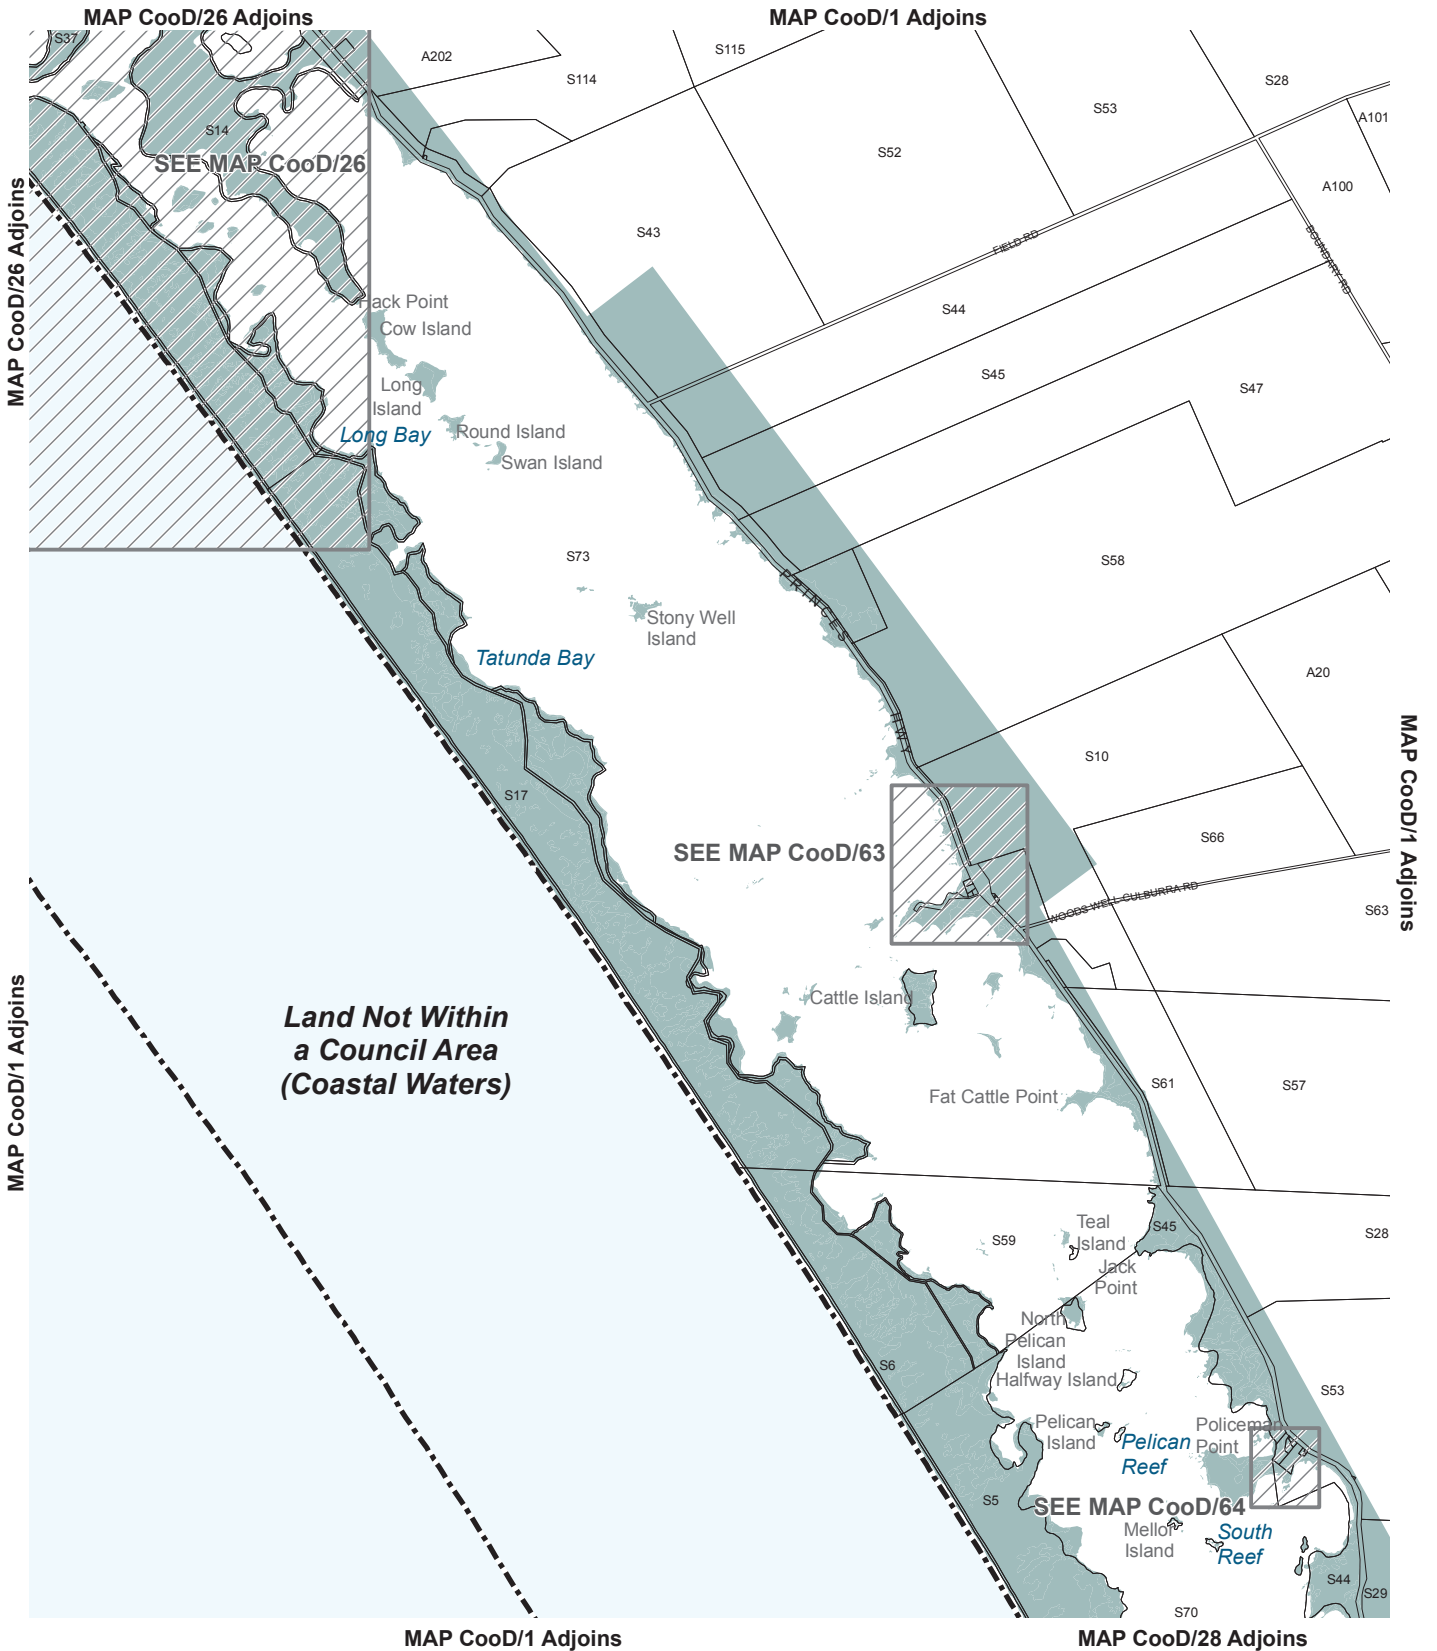 MAP CooD/26 Adjoins
MAP CooD/1 Adjoins
S37
A202
S115
S114
S28
S53
A101
S14
S52
SEE MAP CooD/26
A100
MAP CooD/26 Adjoins
S43
FIELD RD
BOUNDARY RD
Hack Point
Cow Island
S44
Long
Island
S45
S47
Long Bay
Round Island
Swan Island
S73
S58
PRINCES
Stony Well
Island
Tatunda Bay
A20
HWY
S10
MAP CooD/1 Adjoins
S17
S66
SEE MAP CooD/63
WOODS WELL CULBURRA RD
S63
Cattle Island
MAP CooD/1 Adjoins
Land Not Within
a Council Area
(Coastal Waters)
Fat Cattle Point
S61
S57
Teal
Island
S59
S45
S28
Jack
Point
North
Pelican
Island
S6
Halfway Island
S53
Pelican
Island
Pelican
Reef
Policeman
Point
S5
SEE MAP CooD/64
Mellor
Island
South
Reef
S44
S29
S70
MAP CooD/1 Adjoins
MAP CooD/28 Adjoins